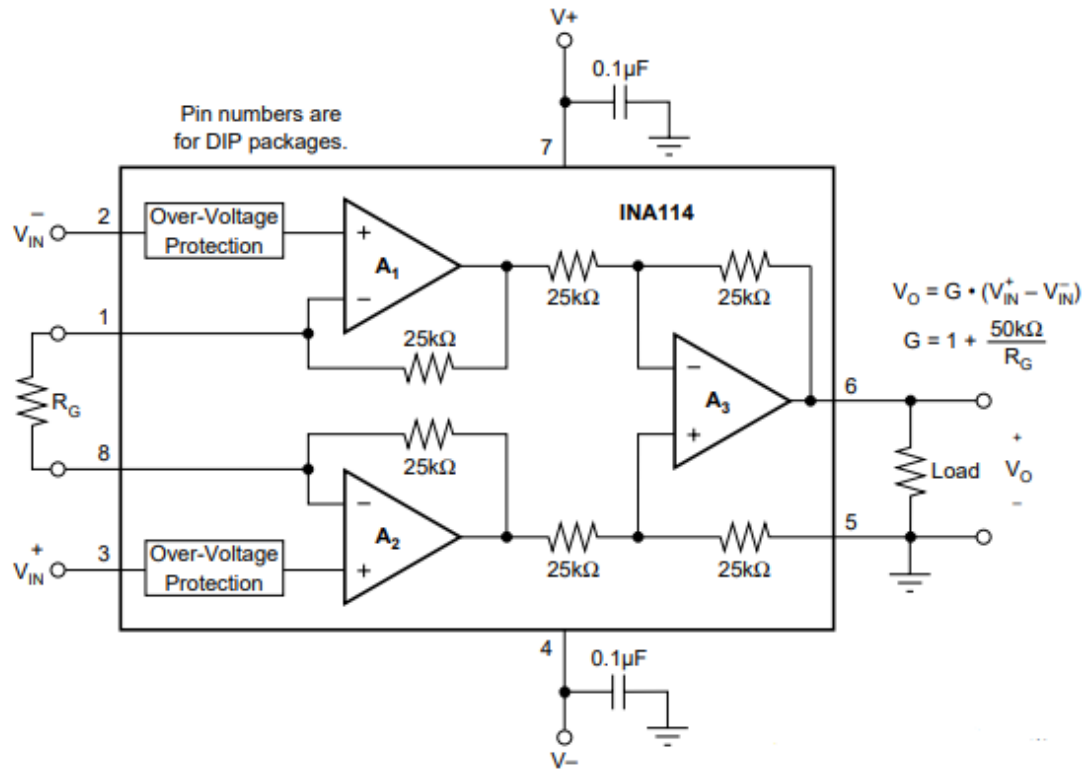 V+
0.1µF
Pin numbers are
for DIP packages.
7
INA114
2
V–IN
Over-Voltage
Protection
+
A1
–
25kΩ
25kΩ
1
25kΩ
VO = G • (V+IN – V–IN)
G = 1 + 50kΩ
RG
RG
–
A3
+
6
8
25kΩ
Load
+
VO
–
–
A2
+
5
3
V+IN
Over-Voltage
Protection
25kΩ
25kΩ
4
0.1µF
V–